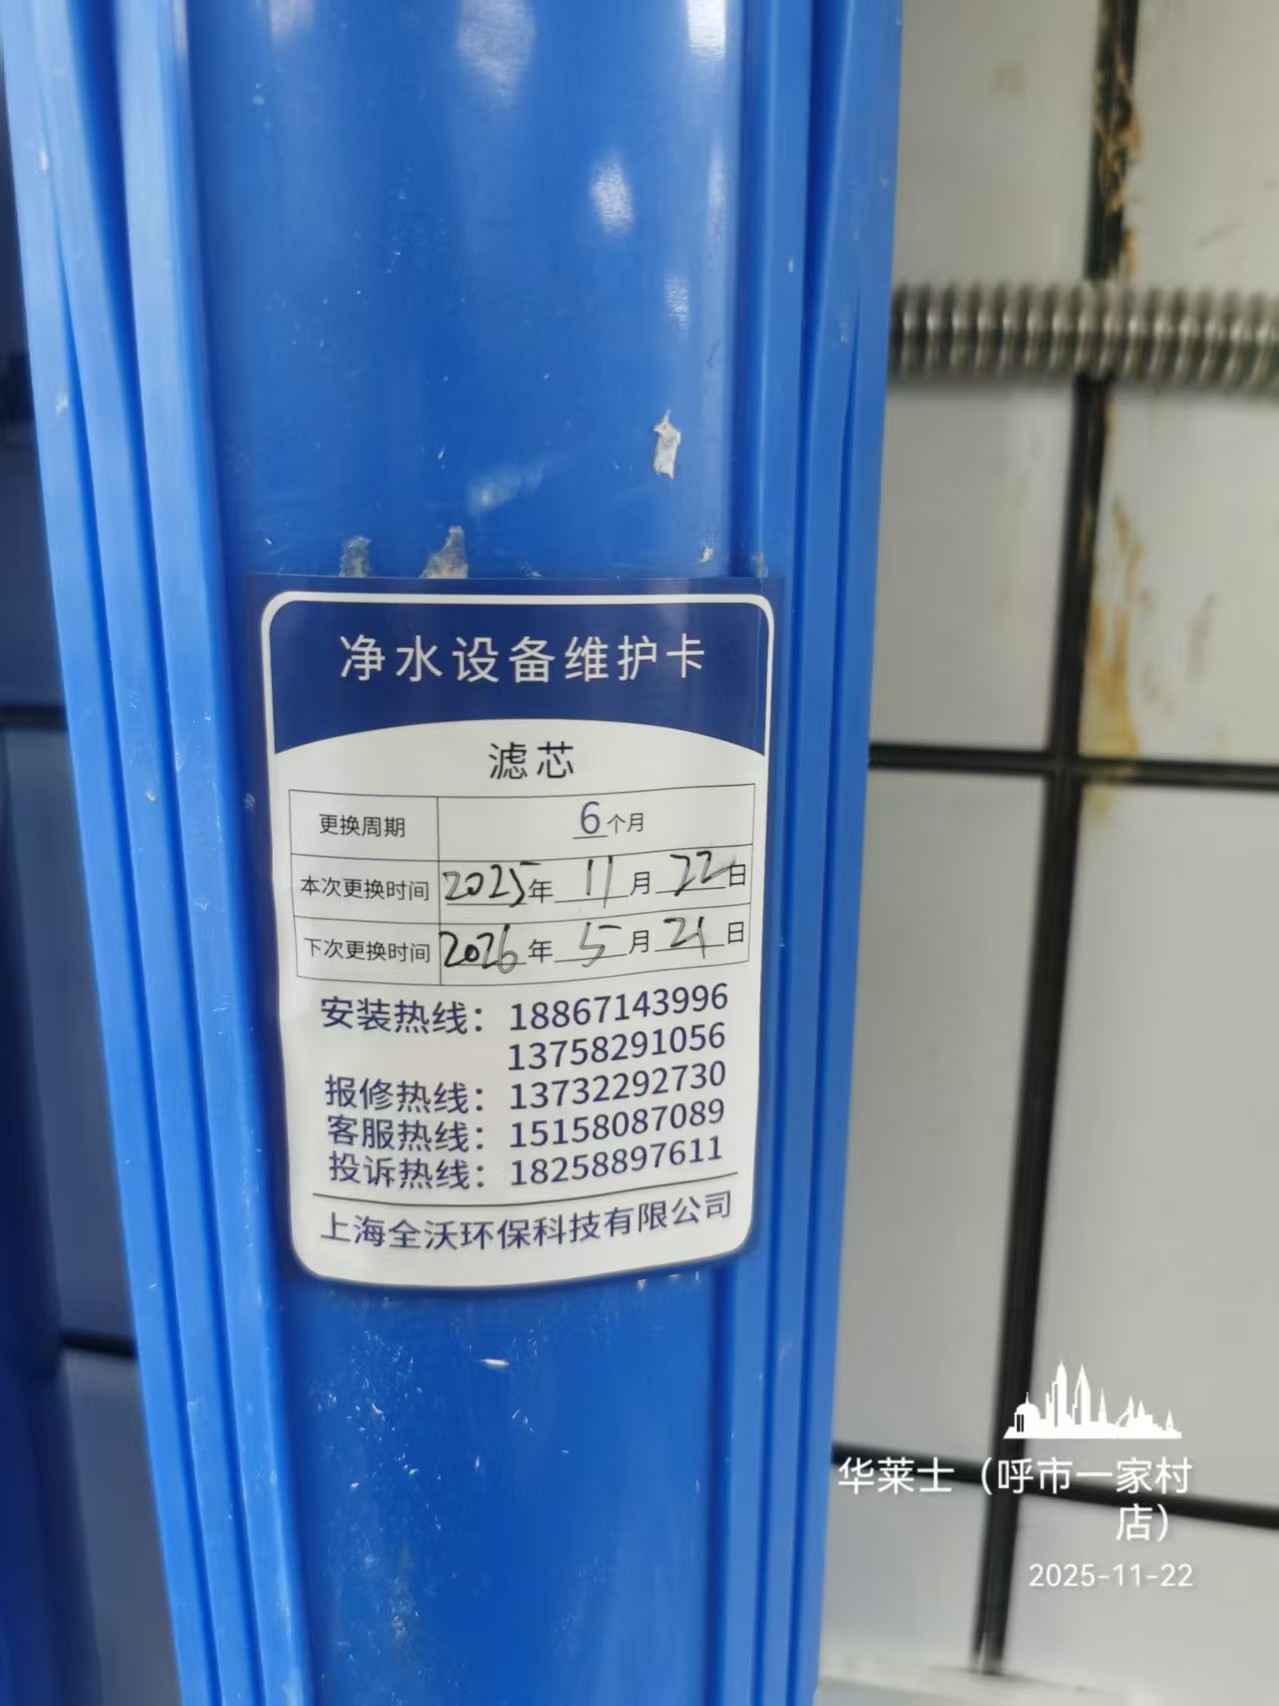 净水设备维护卡
滤芯
更换周期 6个月
本次更换时间 2025年 11月 22日
下次更换时间 2026年 5月 21日
安装热线：18867143996
13758291056
报修热线：13732292730
客服热线：15158087089
投诉热线：18258897611
上海全沃环保科技有限公司
华莱士（呼市一家村
店）
2025-11-22